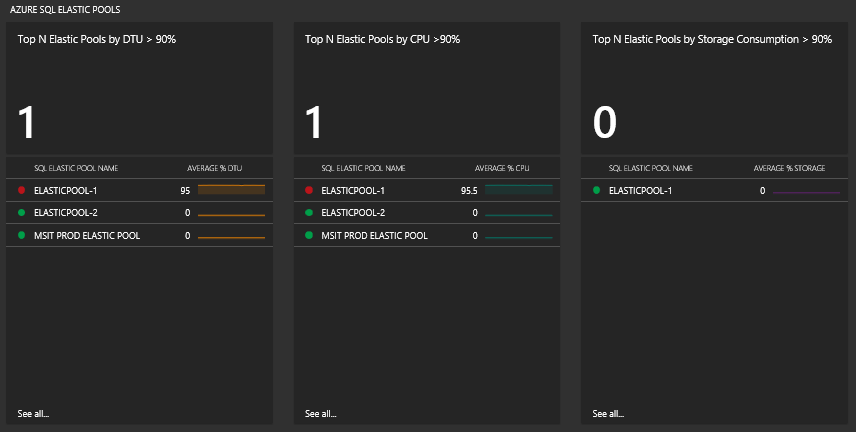 AZURE SQL ELASTIC POOLS
Top N Elastic Pools by DTU > 90%
1
SQL ELASTIC POOL NAME AVERAGE % DTU
ELASTICPOOL-1 95
ELASTICPOOL-2 0
MSIT PROD ELASTIC POOL 0
See all...
Top N Elastic Pools by CPU >90%
1
SQL ELASTIC POOL NAME AVERAGE % CPU
ELASTICPOOL-1 95.5
ELASTICPOOL-2 0
MSIT PROD ELASTIC POOL 0
See all...
Top N Elastic Pools by Storage Consumption > 90%
0
SQL ELASTIC POOL NAME AVERAGE % STORAGE
ELASTICPOOL-1 0
See all...